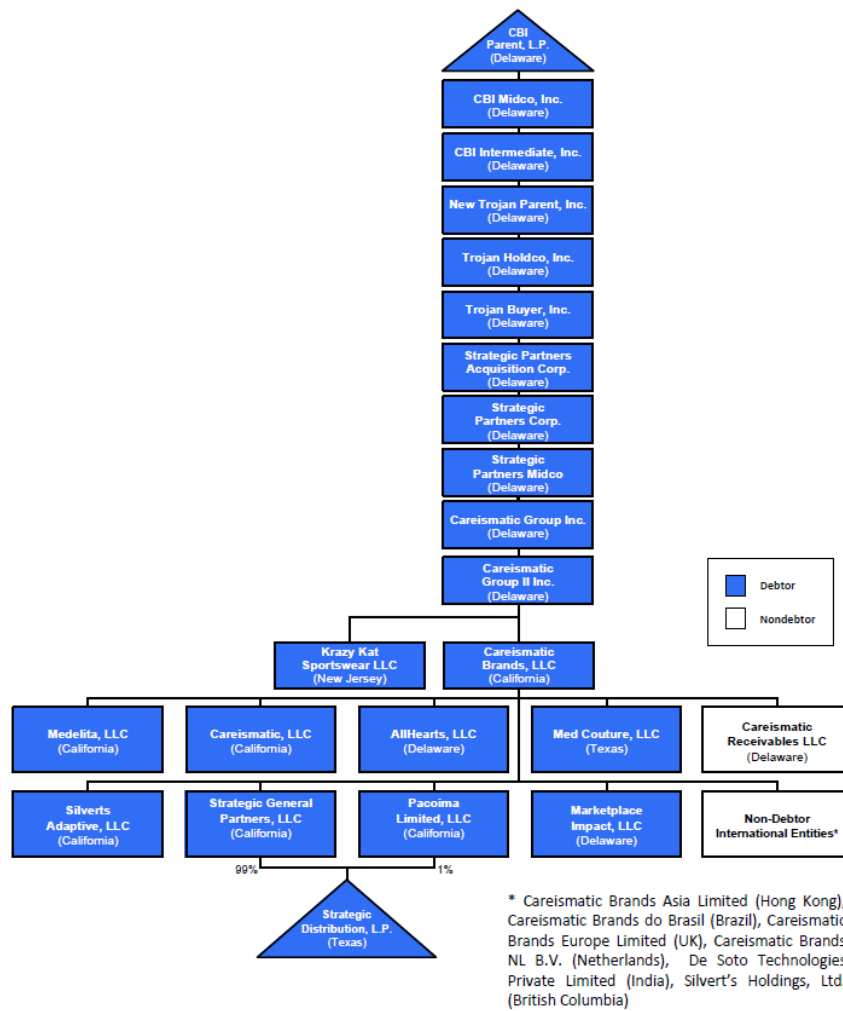 CBI
Parent, L.P.
(Delaware)
CBI Midco, Inc.
(Delaware)
CBI Intermediate, Inc.
(Delaware)
New Trojan Parent, Inc.
(Delaware)
Trojan Holdco, Inc.
(Delaware)
Trojan Buyer, Inc.
(Delaware)
Strategic Partners
Acquisition Corp.
(Delaware)
Strategic
Partners Corp.
(Delaware)
Strategic
Partners Midco
(Delaware)
Careismatic Group Inc.
(Delaware)
Careismatic
Group II Inc.
(Delaware)
Debtor
Nondebtor
Krazy Kat
Sportswear LLC
(New Jersey)
Careismatic
Brands, LLC
(California)
Medelita, LLC
(California)
Careismatic, LLC
(California)
AllHearts, LLC
(Delaware)
Med Couture, LLC
(Texas)
Careismatic
Receivables LLC
(Delaware)
Silverts
Adaptive, LLC
(California)
Strategic General
Partners, LLC
(California)
Pacoima
Limited, LLC
(California)
Marketplace
Impact, LLC
(Delaware)
Non-Debtor
International Entities*
99%
1%
Strategic
Distribution, L.P.
(Texas)
* Careismatic Brands Asia Limited (Hong Kong),
Careismatic Brands do Brasil (Brazil), Careismatic
Brands Europe Limited (UK), Careismatic Brands
NL B.V. (Netherlands), De Soto Technologies
Private Limited (India), Silvert's Holdings, Ltd.
(British Columbia)